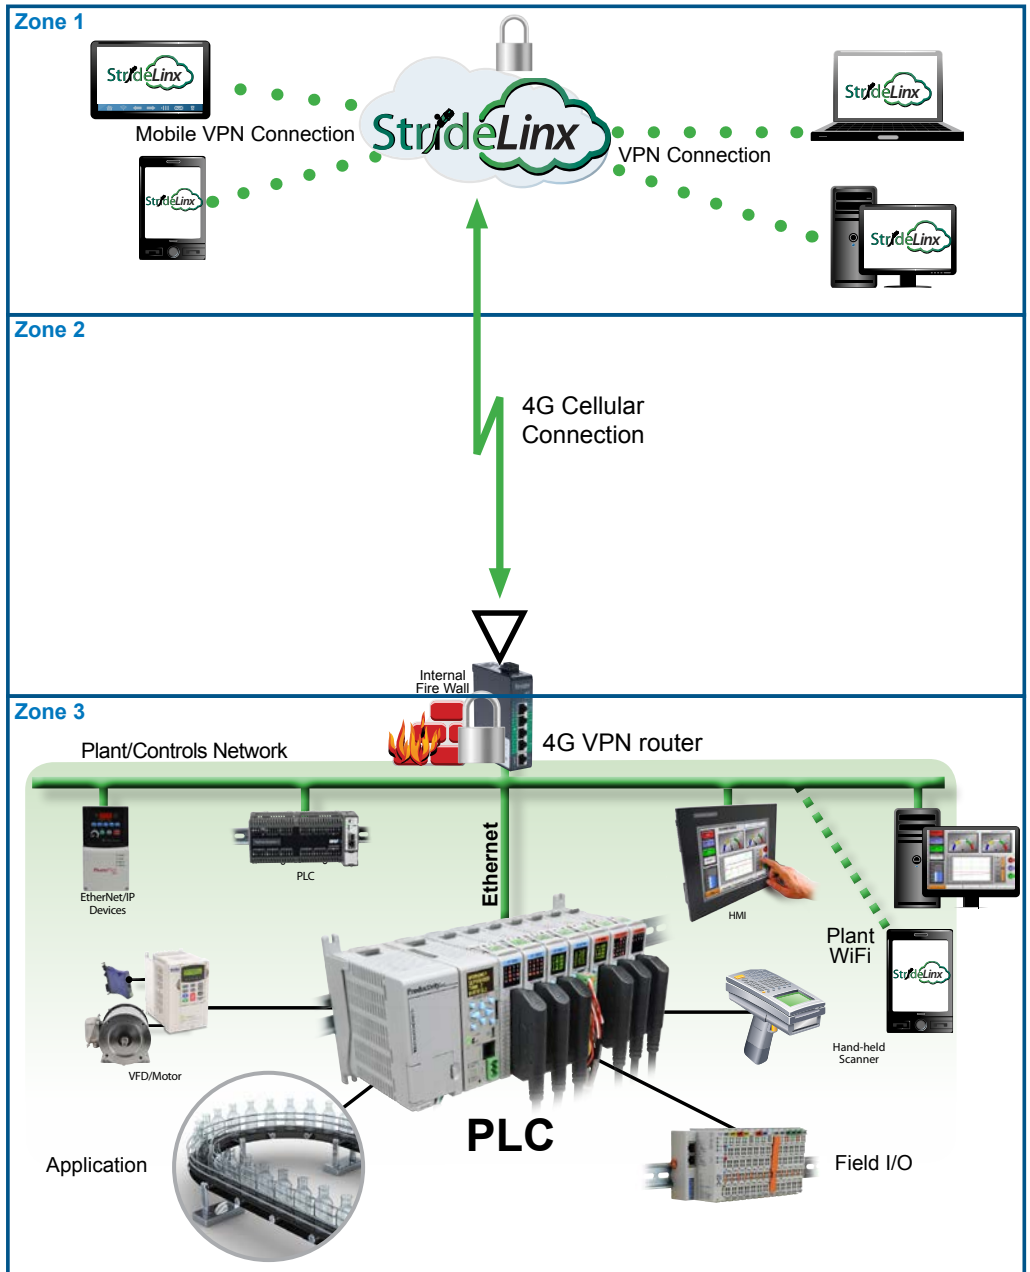 Zone 1
StrideLinx
StrideLinx
StrideLinx
Mobile VPN Connection
VPN Connection
StrideLinx
StrideLinx
Zone 2
4G Cellular
Connection
Internal
Fire Wall
Zone 3
4G VPN router
Plant/Controls Network
Ethernet
EtherNet/IP
Devices
PLC
HMI
Plant
WiFi
StrideLinx
Productivity
VFD/Motor
Hand-held
Scanner
PLC
Application
Field I/O